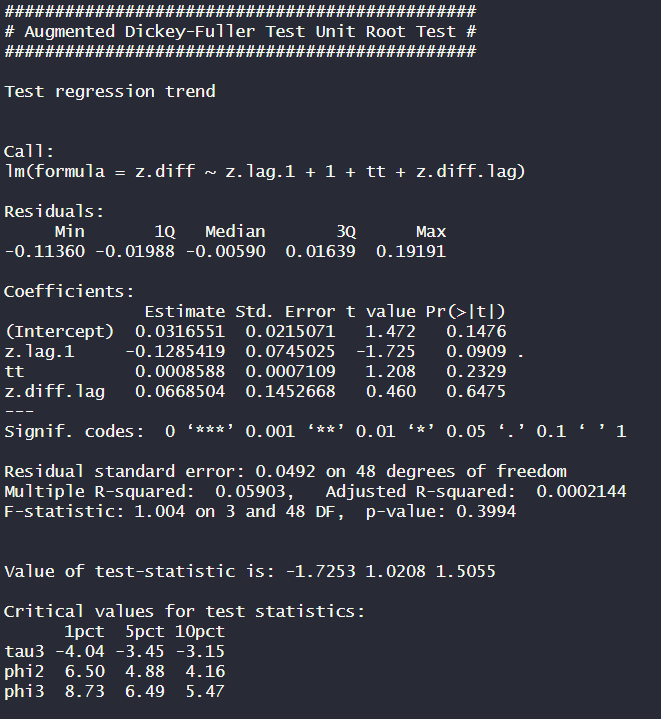 ###############################################
# Augmented Dickey-Fuller Test Unit Root Test #
###############################################

Test regression trend


Call:
lm(formula = z.diff ~ z.lag.1 + 1 + tt + z.diff.lag)

Residuals:
     Min       1Q   Median       3Q      Max
-0.11360 -0.01988 -0.00590  0.01639  0.19191

Coefficients:
              Estimate Std. Error t value Pr(>|t|)
(Intercept)  0.0316551  0.0215071   1.472   0.1476
z.lag.1     -0.1285419  0.0745025  -1.725   0.0909 .
tt           0.0008588  0.0007109   1.208   0.2329
z.diff.lag   0.0668504  0.1452668   0.460   0.6475
---
Signif. codes:  0 ‘***’ 0.001 ‘**’ 0.01 ‘*’ 0.05 ‘.’ 0.1 ‘ ’ 1

Residual standard error: 0.0492 on 48 degrees of freedom
Multiple R-squared:  0.05903,   Adjusted R-squared:  0.0002144
F-statistic: 1.004 on 3 and 48 DF,  p-value: 0.3994


Value of test-statistic is: -1.7253 1.0208 1.5055

Critical values for test statistics:
      1pct  5pct 10pct
tau3 -4.04 -3.45 -3.15
phi2  6.50  4.88  4.16
phi3  8.73  6.49  5.47